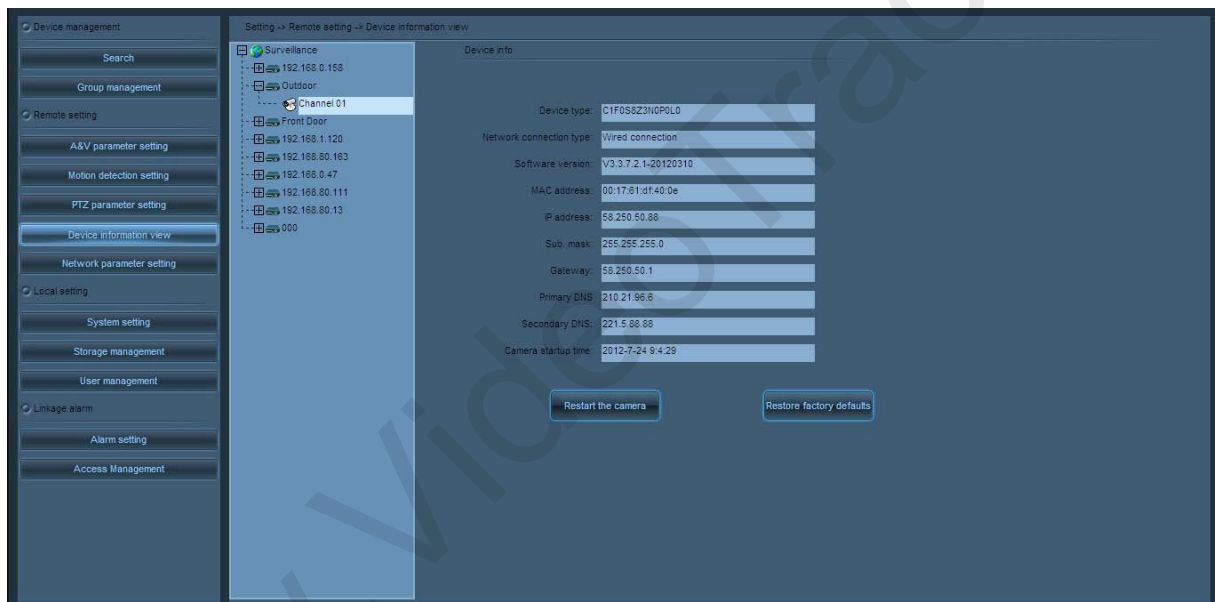 Device management
Search
Group management
Remote setting
A&V parameter setting
Motion detection setting
PTZ parameter setting
Device information view
Network parameter setting
Local setting
System setting
Storage management
User management
Linkage alarm
Alarm setting
Access Management
Setting -> Remote setting -> Device information view
Surveillance
192.168.0.158
Outdoor
Channel 01
Front Door
192.168.1.120
192.168.80.163
192.168.0.47
192.168.80.111
192.168.80.13
000
Device info
Device type: C1F0S8Z3N0P0L0
Network connection type: Wired connection
Software version: V3.3.7.2.1-20120310
MAC address: 00:17:61:df:40:0e
IP address: 58.250.50.88
Sub. mask: 255.255.255.0
Gateway: 58.250.50.1
Primary DNS 210.21.96.6
Secondary DNS: 221.5.88.88
Camera startup time: 2012-7-24 9:4:29
Restart the camera
Restore factory defaults
VideoTrac